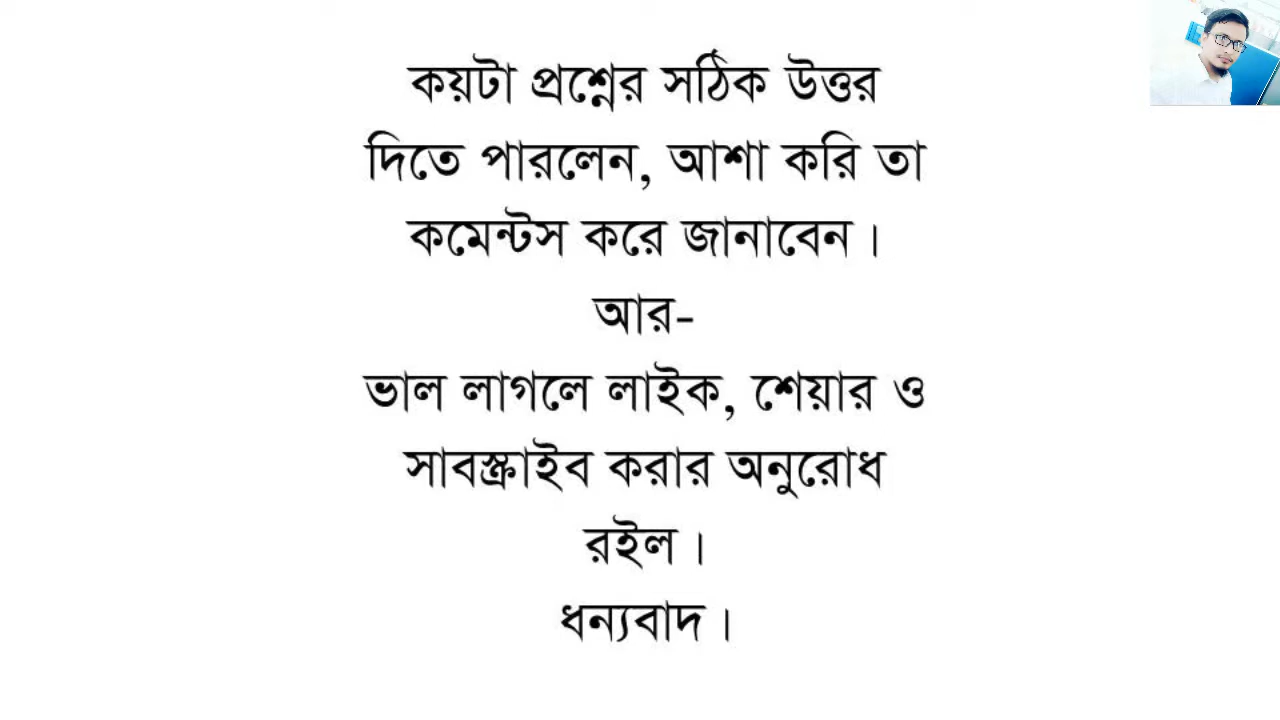 কয়টা প্রশ্নের সঠিক উত্তর
দিতে পারলেন, আশা করি তা
কমেন্টস করে জানাবেন।
আর-
ভাল লাগলে লাইক, শেয়ার ও
সাবস্ক্রাইব করার অনুরোধ
রইল।
ধন্যবাদ।